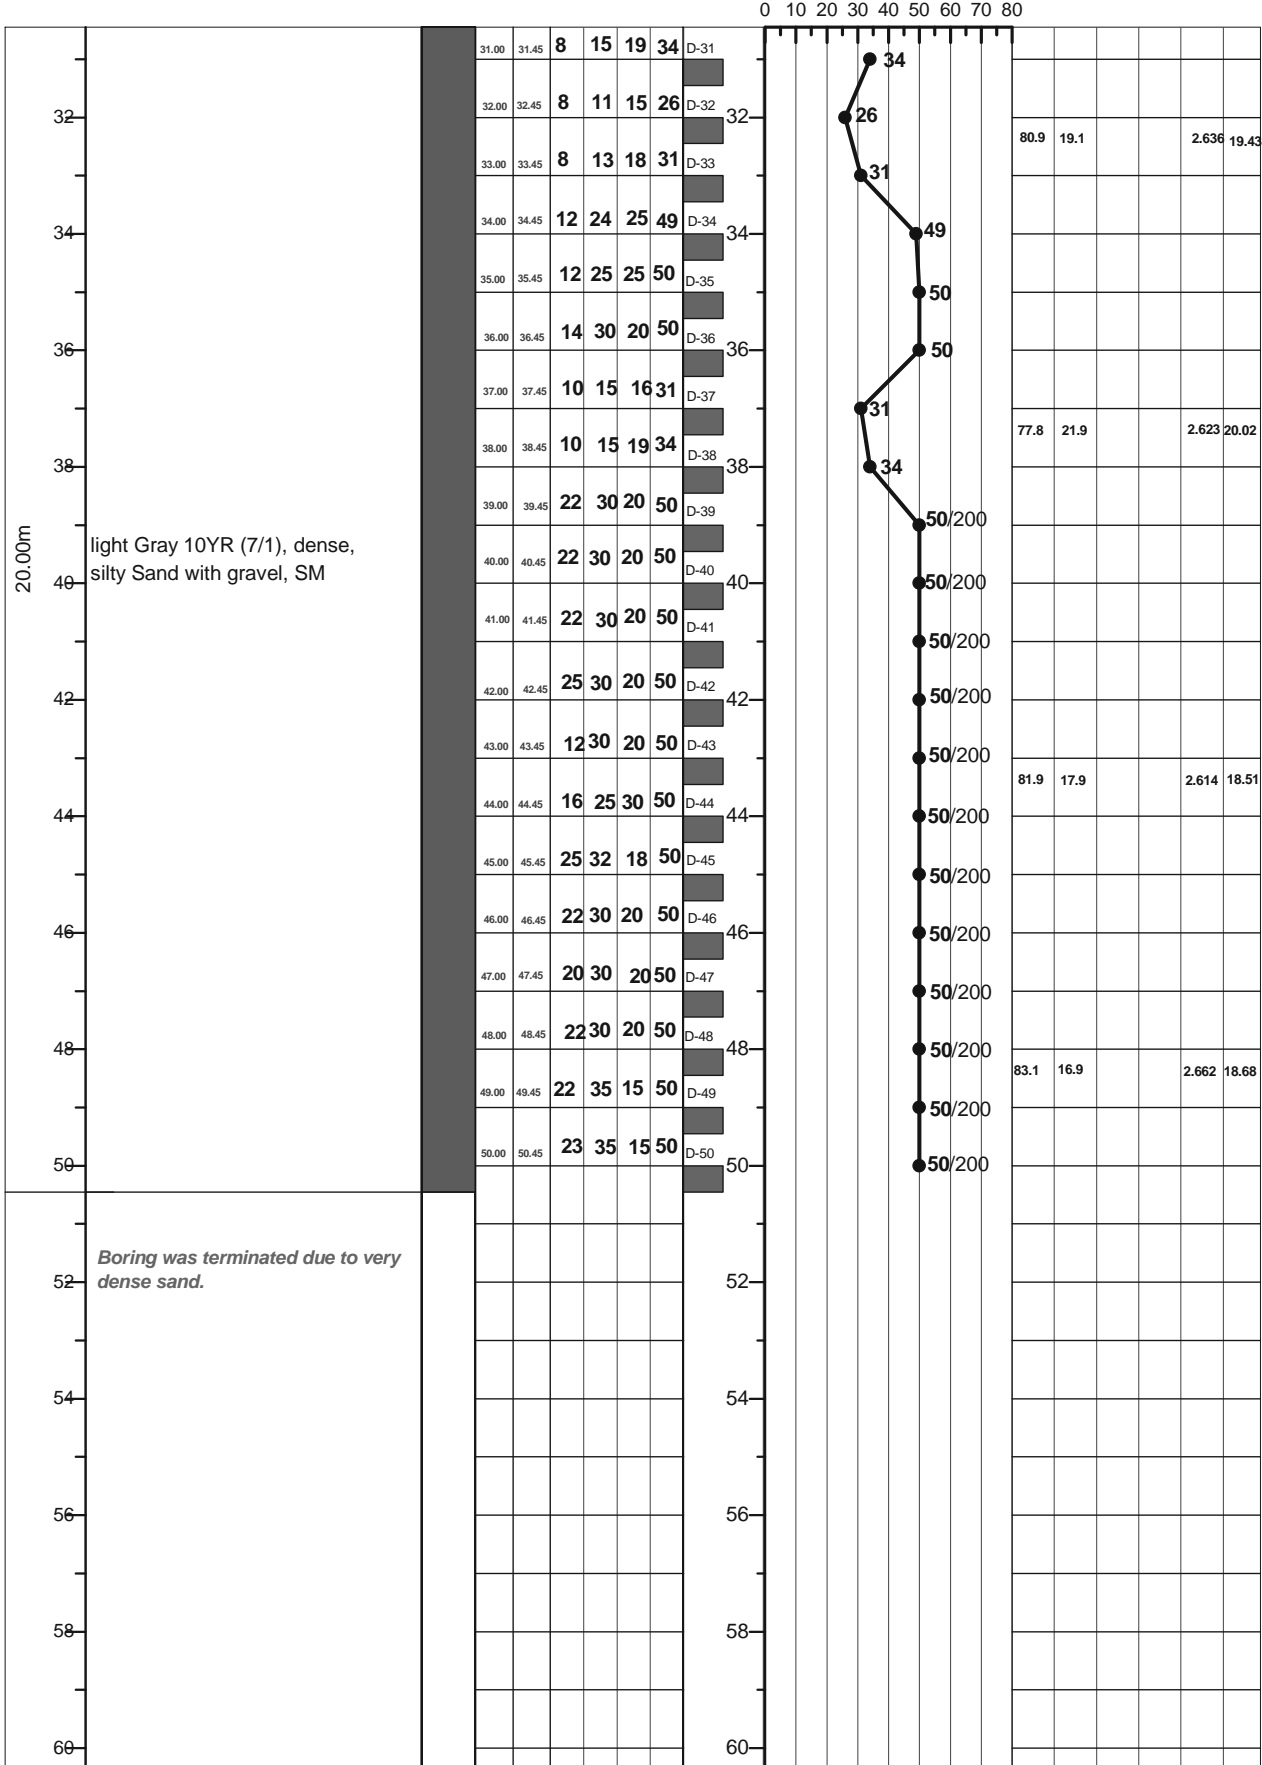 0 10 20 30 40 50 60 70 80
31.00 31.45 8 15 19 34 D-31
34
32.00 32.45 8 11 15 26 D-32
32 32 26
80.9 19.1 2.636 19.43
33.00 33.45 8 13 18 31 D-33
31
34.00 34.45 12 24 25 49 D-34
34 34 49
35.00 35.45 12 25 25 50 D-35
50
36.00 36.45 14 30 20 50 D-36
36 36 50
37.00 37.45 10 15 16 31 D-37
31
77.8 21.9 2.623 20.02
38.00 38.45 10 15 19 34 D-38
38 38 34
39.00 39.45 22 30 20 50 D-39
50/200
20.00m
light Gray 10YR (7/1), dense,
silty Sand with gravel, SM
40.00 40.45 22 30 20 50 D-40
40 40 50/200
41.00 41.45 22 30 20 50 D-41
50/200
42.00 42.45 25 30 20 50 D-42
42 42 50/200
43.00 43.45 12 30 20 50 D-43
50/200
81.9 17.9 2.614 18.51
44.00 44.45 16 25 30 50 D-44
44 44 50/200
45.00 45.45 25 32 18 50 D-45
50/200
46.00 46.45 22 30 20 50 D-46
46 46 50/200
47.00 47.45 20 30 20 50 D-47
50/200
48.00 48.45 22 30 20 50 D-48
48 48 50/200
83.1 16.9 2.662 18.68
49.00 49.45 22 35 15 50 D-49
50/200
50.00 50.45 23 35 15 50 D-50
50 50 50/200
Boring was terminated due to very
dense sand.
52 52
54 54
56 56
58 58
60 60